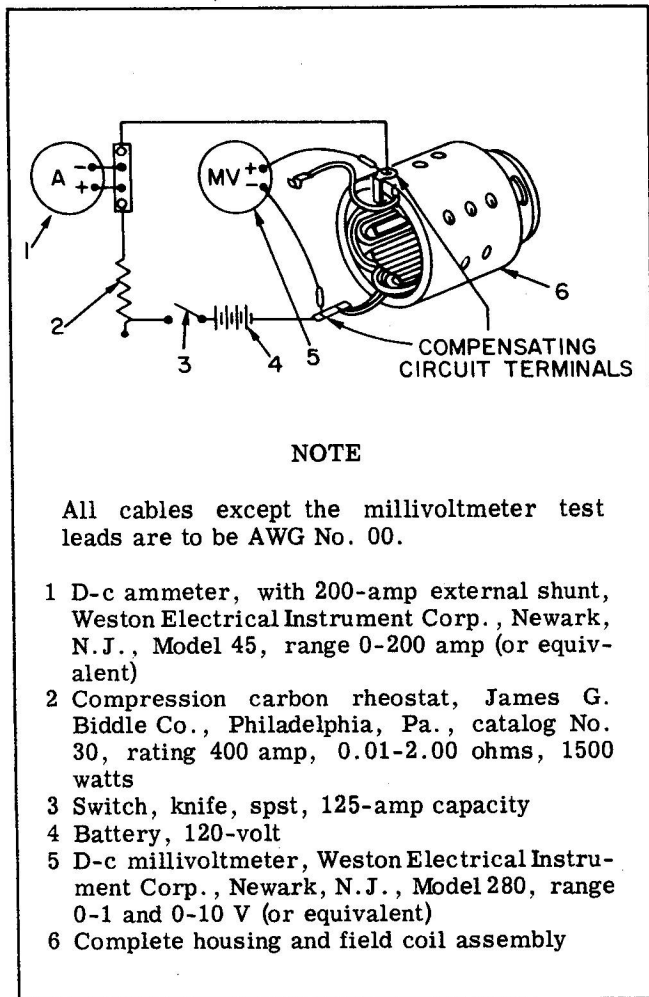 A
-
+
MV
+
-
1
2
3
4
5
6
COMPENSATING
CIRCUIT TERMINALS
NOTE
All cables except the millivoltmeter test
leads are to be AWG No. 00.
1 D-c ammeter, with 200-amp external shunt,
Weston Electrical Instrument Corp., Newark,
N.J., Model 45, range 0-200 amp (or equiv-
alent)
2 Compression carbon rheostat, James G.
Biddle Co., Philadelphia, Pa., catalog No.
30, rating 400 amp, 0.01-2.00 ohms, 1500
watts
3 Switch, knife, spst, 125-amp capacity
4 Battery, 120-volt
5 D-c millivoltmeter, Weston Electrical Instru-
ment Corp., Newark, N.J., Model 280, range
0-1 and 0-10 V (or equivalent)
6 Complete housing and field coil assembly